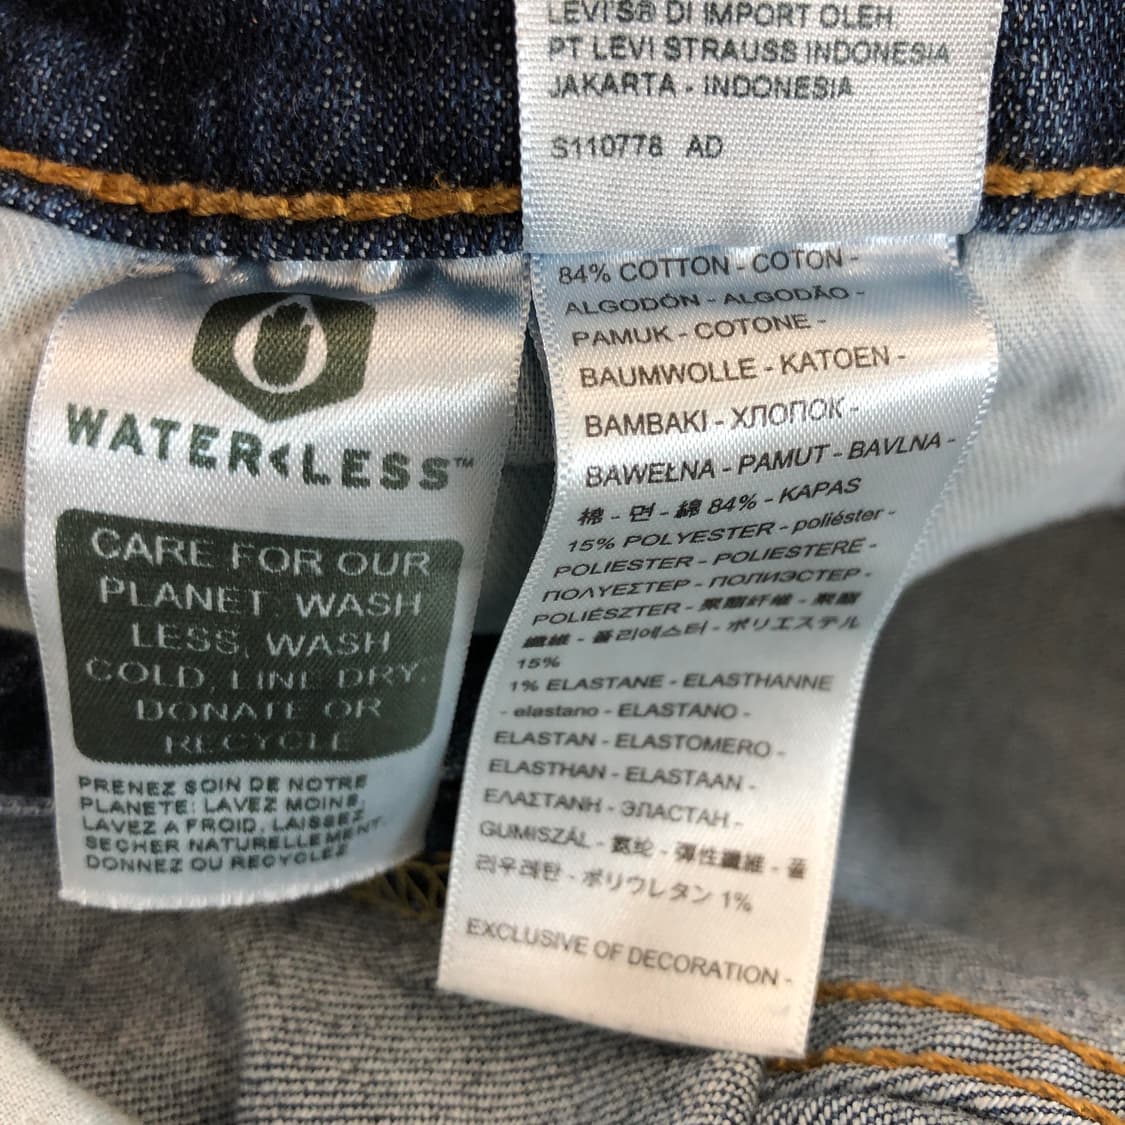 LEVI'S® DI IMPORT OLEH
PT LEVI STRAUSS INDONESIA
JAKARTA - INDONESIA
S110778 AD
WATER<LESS™
CARE FOR OUR
PLANET: WASH
LESS, WASH
COLD, LINE DRY,
DONATE OR
RECYCLE
PRENEZ SOIN DE NOTRE
PLANETE: LAVEZ MOINS,
LAVEZ A FROID, LAISSEZ
SECHER NATURELLEMENT,
DONNEZ OU RECYCLEZ
84% COTTON - COTON -
ALGODÓN - ALGODÃO -
PAMUK - COTONE -
BAUMWOLLE - KATOEN -
BAMBAKI - ХЛОПОК -
BAWEŁNA - PAMUT - BAVLNA -
棉 - 면 - 綿 84% - KAPAS
15% POLYESTER - poliéster -
POLIESTER - POLIESTERE -
ΠΟΛΥΕΣΤΕΡ - ПОЛИЭСТЕР -
POLIÉSZTER - 聚酯纤维 - 聚酯
纖維 - 폴리에스터 - ポリエステル
15%
1% ELASTANE - ELASTHANNE
- elastano - ELASTANO -
ELASTAN - ELASTOMERO -
ELASTHAN - ELASTAAN -
ΕΛΑΣΤΑΝΗ - ЭЛАСТАН -
GUMISZÁL - 氨纶 - 彈性纖維 - 폴
리우레탄 - ポリウレタン 1%
EXCLUSIVE OF DECORATION -